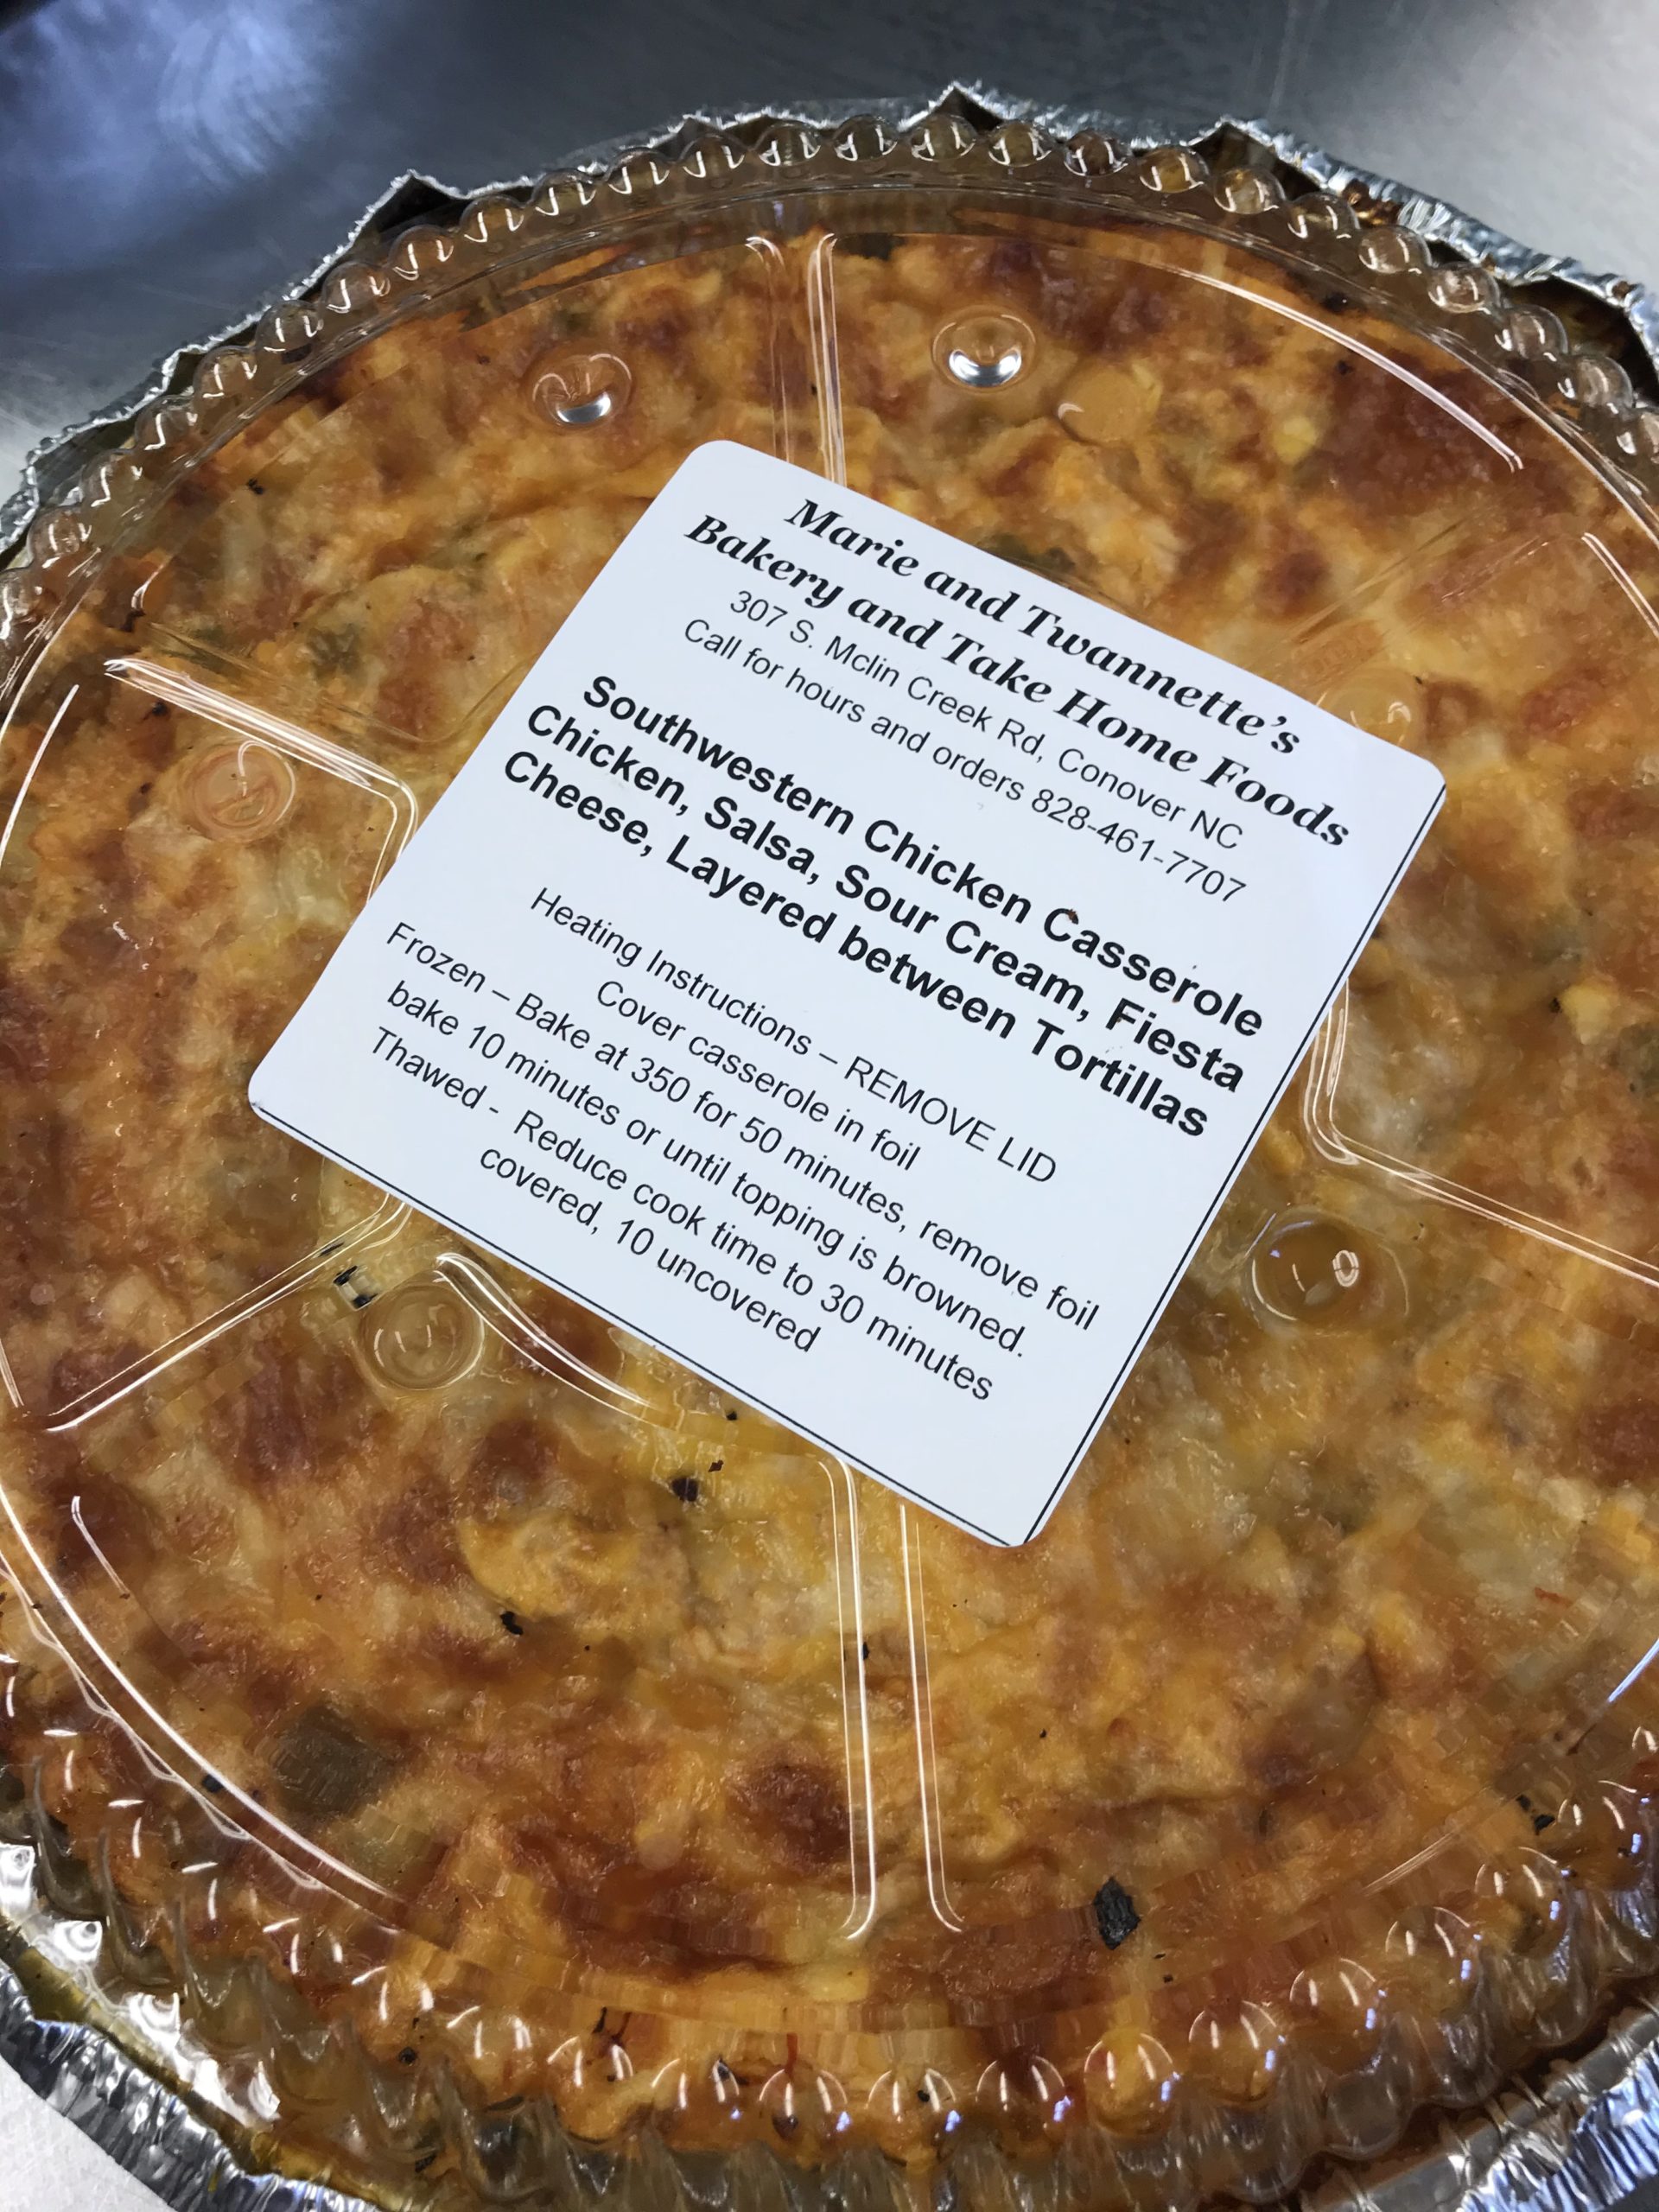 Marie and Twannette's
Bakery and Take Home Foods
307 S. Mclin Creek Rd, Conover NC
Call for hours and orders 828-461-7707
Southwestern Chicken Casserole
Chicken, Salsa, Sour Cream, Fiesta
Cheese, Layered between Tortillas
Heating Instructions – REMOVE LID
Cover casserole in foil
Frozen – Bake at 350 for 50 minutes, remove foil
bake 10 minutes or until topping is browned.
Thawed - Reduce cook time to 30 minutes
covered, 10 uncovered